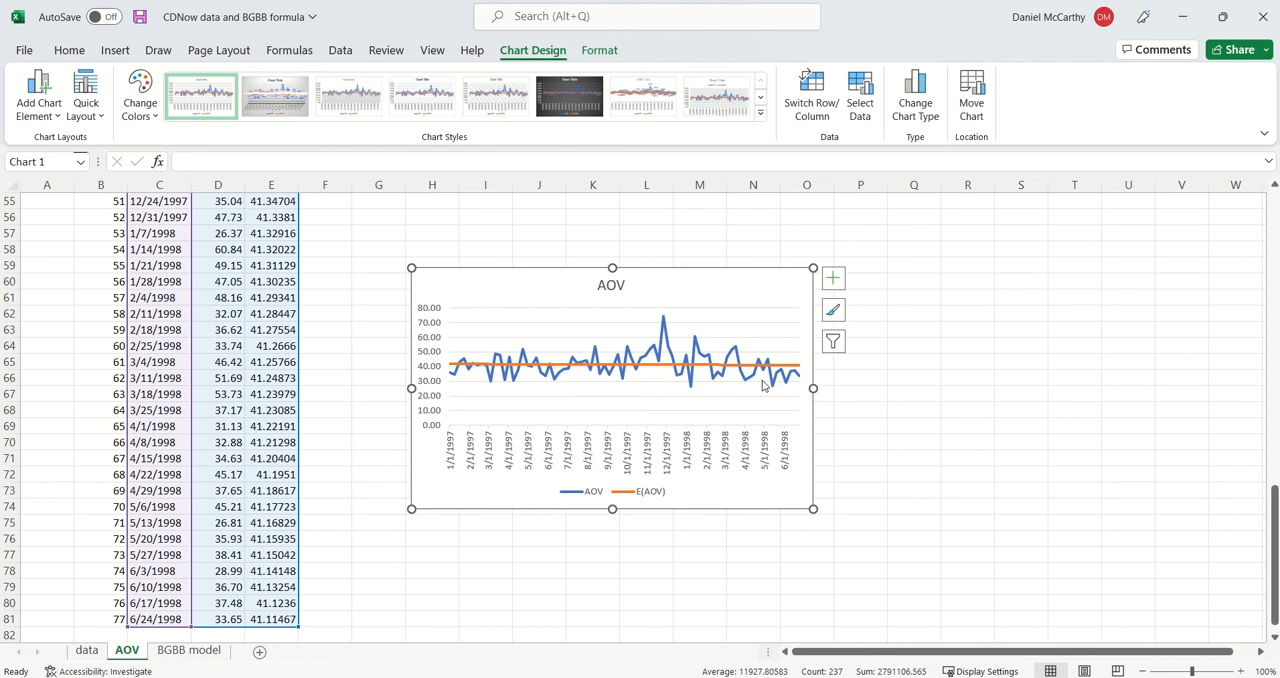 AutoSave Off CDNow data and BGBB formula Search (Alt+Q) Daniel McCarthy DM
File Home Insert Draw Page Layout Formulas Data Review View Help Chart Design Format Comments Share
Add Chart Element Quick Layout Change Colors Switch Row/ Column Select Data Change Chart Type Move Chart
Chart Layouts Chart Styles Data Type Location
Chart 1 fx
A B C D E F G H I J K L M N O P Q R S T U V W
55 51 12/24/1997 35.04 41.34704
56 52 12/31/1997 47.73 41.3381
57 53 1/7/1998 26.37 41.32916
58 54 1/14/1998 60.84 41.32022
59 55 1/21/1998 49.15 41.31129
60 56 1/28/1998 47.05 41.30235
61 57 2/4/1998 48.16 41.29341
62 58 2/11/1998 32.07 41.28447
63 59 2/18/1998 36.62 41.27554
64 60 2/25/1998 33.74 41.2666
65 61 3/4/1998 46.42 41.25766
66 62 3/11/1998 51.69 41.24873
67 63 3/18/1998 53.73 41.23979
68 64 3/25/1998 37.17 41.23085
69 65 4/1/1998 31.13 41.22191
70 66 4/8/1998 32.88 41.21298
71 67 4/15/1998 34.63 41.20404
72 68 4/22/1998 45.17 41.1951
73 69 4/29/1998 37.65 41.18617
74 70 5/6/1998 45.21 41.17723
75 71 5/13/1998 26.81 41.16829
76 72 5/20/1998 35.93 41.15935
77 73 5/27/1998 38.41 41.15042
78 74 6/3/1998 28.99 41.14148
79 75 6/10/1998 36.70 41.13254
80 76 6/17/1998 37.48 41.1236
81 77 6/24/1998 33.65 41.11467
82
AOV
80.00
70.00
60.00
50.00
40.00
30.00
20.00
10.00
0.00
1/1/1997 2/1/1997 3/1/1997 4/1/1997 5/1/1997 6/1/1997 7/1/1997 8/1/1997 9/1/1997 10/1/1997 11/1/1997 12/1/1997 1/1/1998 2/1/1998 3/1/1998 4/1/1998 5/1/1998 6/1/1998
AOV E(AOV)
data AOV BGBB model
Ready Accessibility: Investigate Average: 11927.80583 Count: 237 Sum: 2791106.565 Display Settings 100%